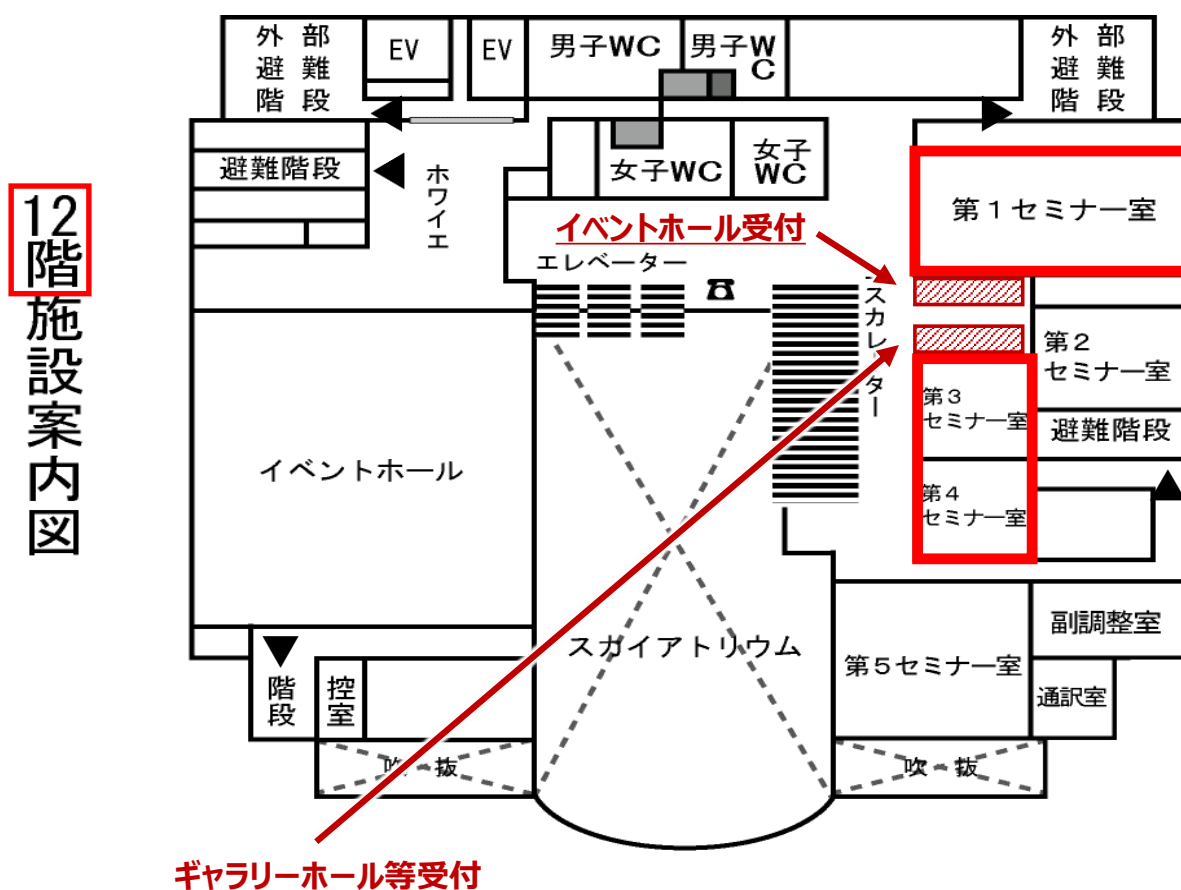 12階施設案内図
外部
避難
階段
EV
EV
男子WC
男子W
C
外部
避難
階段
避難階段
ホワイエ
女子WC
女子
WC
第1セミナー室
イベントホール受付
エレベーター
エスカレーター
第2
セミナー室
第3
セミナー室
避難階段
イベントホール
第4
セミナー室
スカイアトリウム
副調整室
第5セミナー室
階段
控室
通訳室
吹抜
吹抜
ギャラリーホール等受付